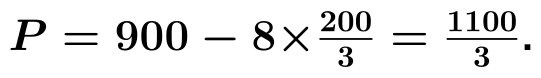 P = 900 − 8×200/3 = 1100/3.